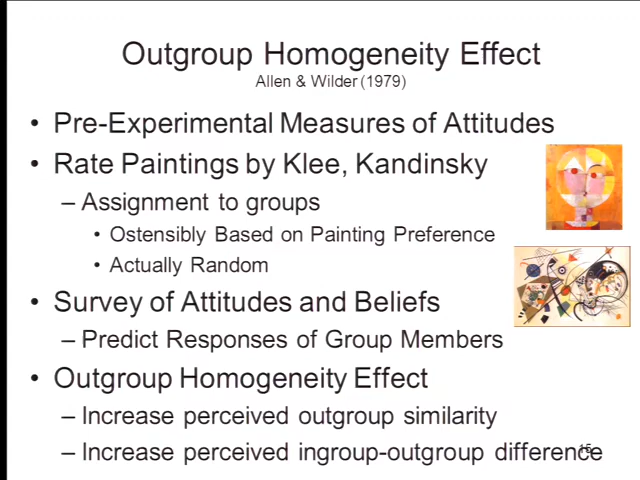 Outgroup Homogeneity Effect
Allen & Wilder (1979)
• Pre-Experimental Measures of Attitudes
• Rate Paintings by Klee, Kandinsky
– Assignment to groups
• Ostensibly Based on Painting Preference
• Actually Random
• Survey of Attitudes and Beliefs
– Predict Responses of Group Members
• Outgroup Homogeneity Effect
– Increase perceived outgroup similarity
– Increase perceived ingroup-outgroup difference
15